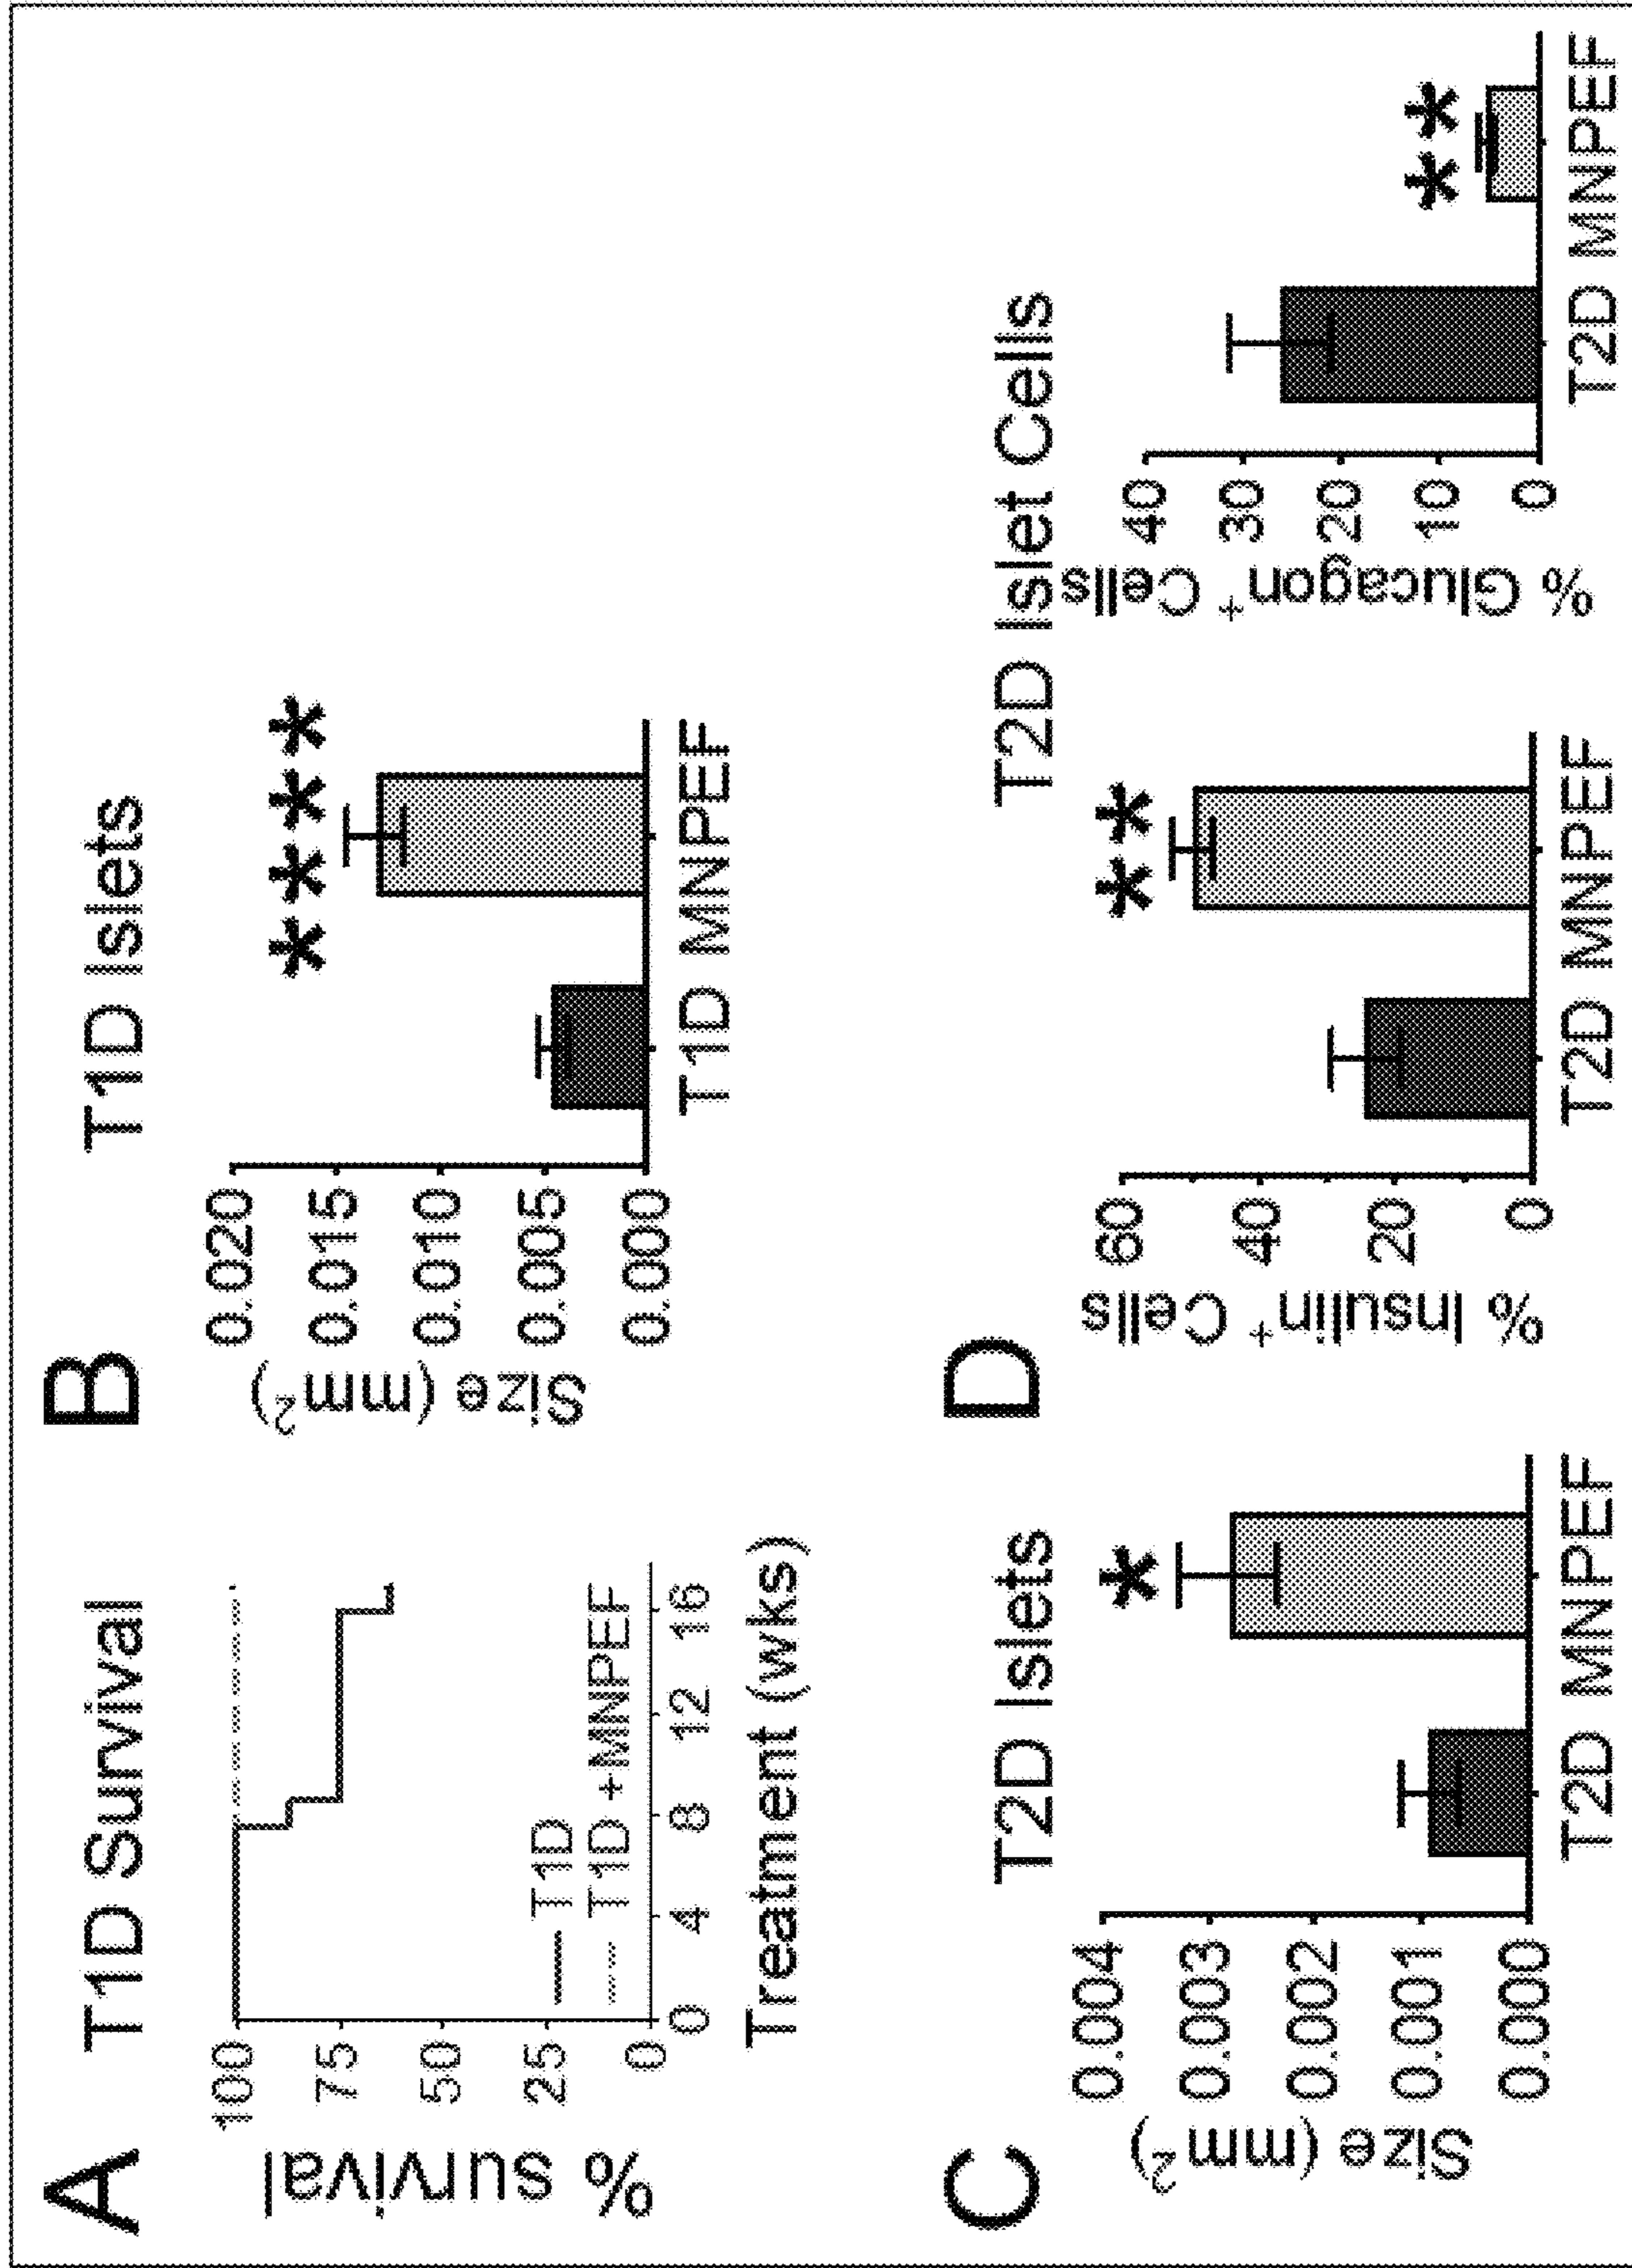 A
T1D Survival
% survival
100
75
50
25
0
T1D
T1D +MNPEF
0 4 8 12 16
Treatment (wks)
B
T1D Islets
Size (mm²)
0.020
0.015
0.010
0.005
0.000
****
T1D MNPEF
C
T2D Islets
Size (mm²)
0.004
0.003
0.002
0.001
0.000
*
T2D MNPEF
D
T2D Islet Cells
% Insulin⁺ Cells
60
40
20
0
**
T2D MNPEF
% Glucagon⁺ Cells
40
30
20
10
0
**
T2D MNPEF